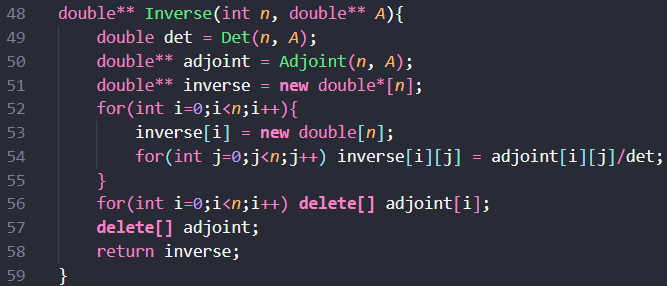 48 double** Inverse(int n, double** A){
49     double det = Det(n, A);
50     double** adjoint = Adjoint(n, A);
51     double** inverse = new double*[n];
52     for(int i=0;i<n;i++){
53         inverse[i] = new double[n];
54         for(int j=0;j<n;j++) inverse[i][j] = adjoint[i][j]/det;
55     }
56     for(int i=0;i<n;i++) delete[] adjoint[i];
57     delete[] adjoint;
58     return inverse;
59 }